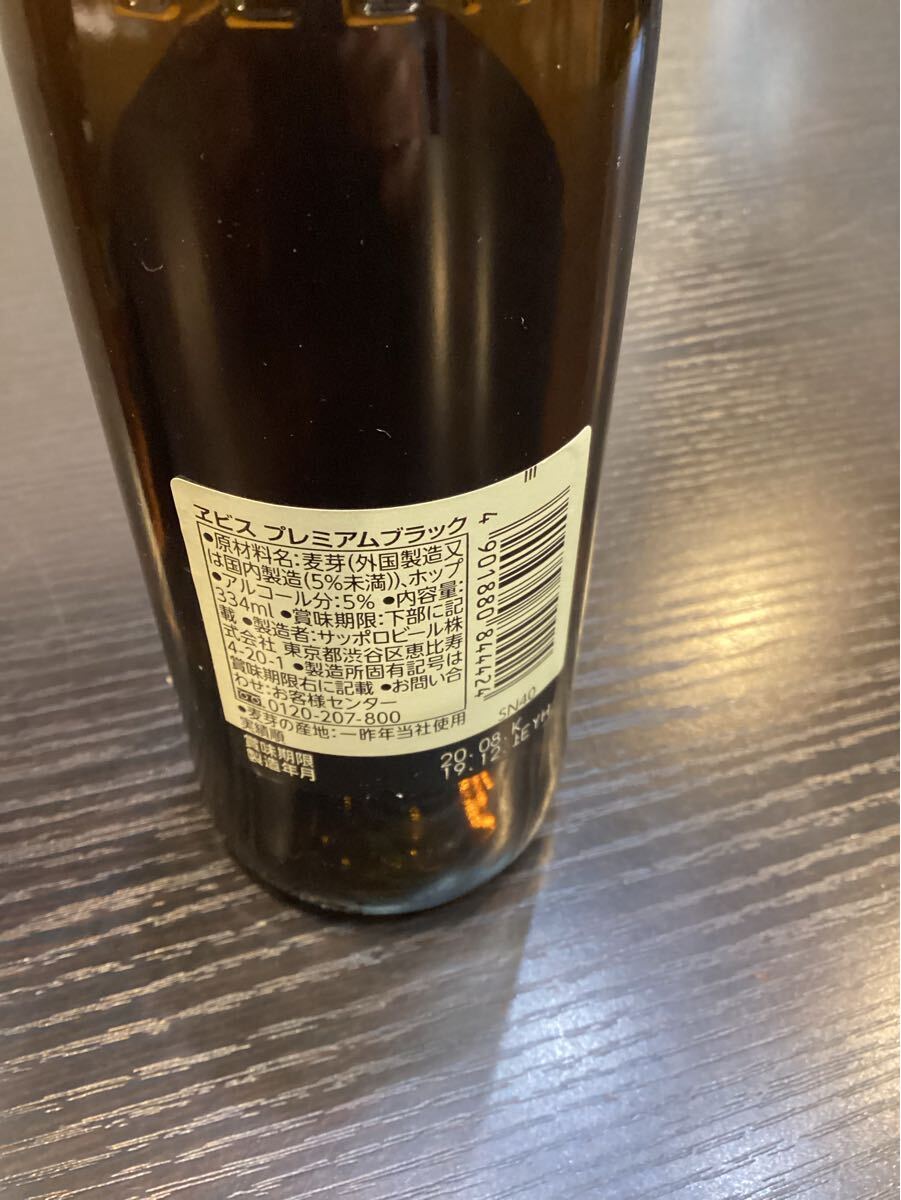 ヱビス プレミアムブラック
●原材料名:麦芽(外国製造又
は国内製造(5%未満))、ホップ
●アルコール分:5% ●内容量:
334ml ●賞味期限:下部に記
載 ●製造者:サッポロビール株
式会社 東京都渋谷区恵比寿
4-20-1 ●製造所固有記号は
賞味期限右に記載 ●お問い合
わせ:お客様センター
0120-207-800
●麦芽の産地:一昨年当社使用
実績順
4 901880 844424
SN40
賞味期限
製造年月
20.08.K
19.12.